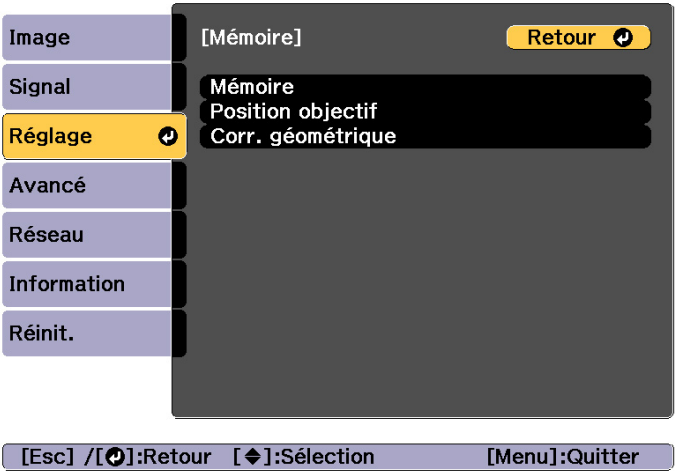 Image
Signal
Réglage
Avancé
Réseau
Information
Réinit.
[Mémoire]
Retour
Mémoire
Position objectif
Corr. géométrique
[Esc] /[↲]:Retour [◆]:Sélection [Menu]:Quitter